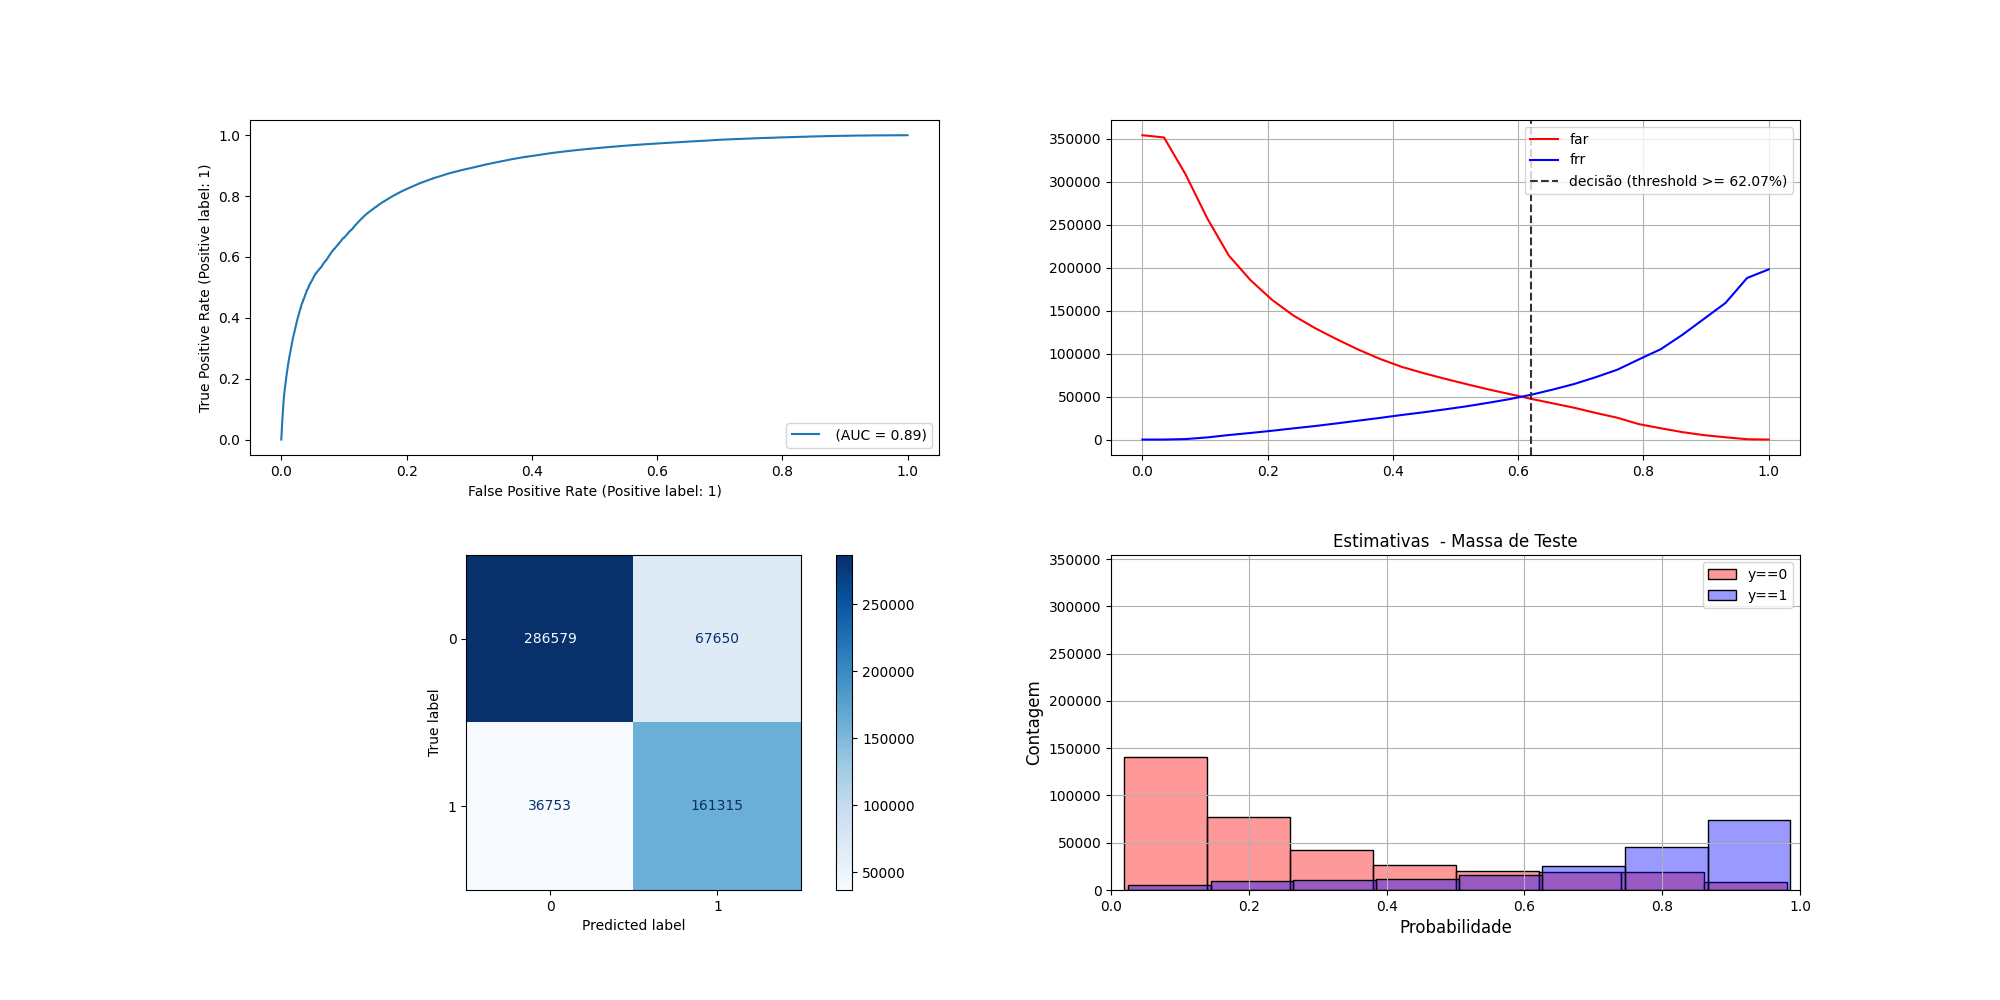 1.0
0.8
0.6
0.4
0.2
0.0
True Positive Rate (Positive label: 1)
(AUC = 0.89)
0.0 0.2 0.4 0.6 0.8 1.0
False Positive Rate (Positive label: 1)
350000
300000
250000
200000
150000
100000
50000
0
far
frr
decisão (threshold >= 62.07%)
0.0 0.2 0.4 0.6 0.8 1.0
True label
0
1
286579 67650
36753 161315
0 1
Predicted label
250000
200000
150000
100000
50000
Estimativas  - Massa de Teste
350000
300000
250000
200000
150000
100000
50000
0
Contagem
y==0
y==1
0.0 0.2 0.4 0.6 0.8 1.0
Probabilidade